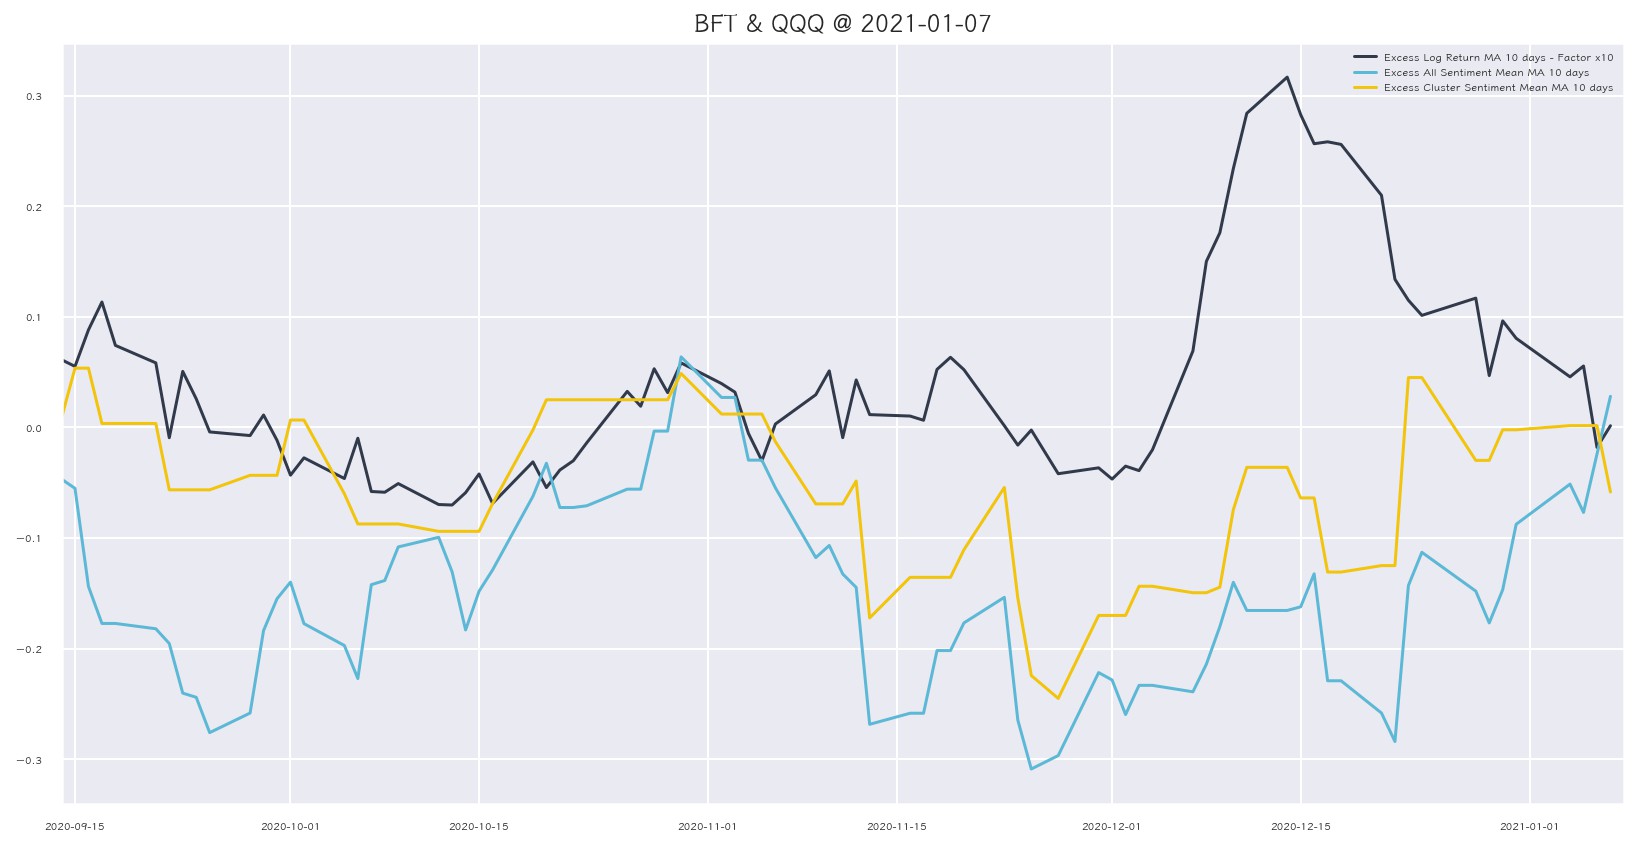 BFT & QQQ @ 2021-01-07
Excess Log Return MA 10 days - Factor x10
Excess All Sentiment Mean MA 10 days
Excess Cluster Sentiment Mean MA 10 days
0.3
0.2
0.1
0.0
−0.1
−0.2
−0.3
2020-09-15 2020-10-01 2020-10-15 2020-11-01 2020-11-15 2020-12-01 2020-12-15 2021-01-01